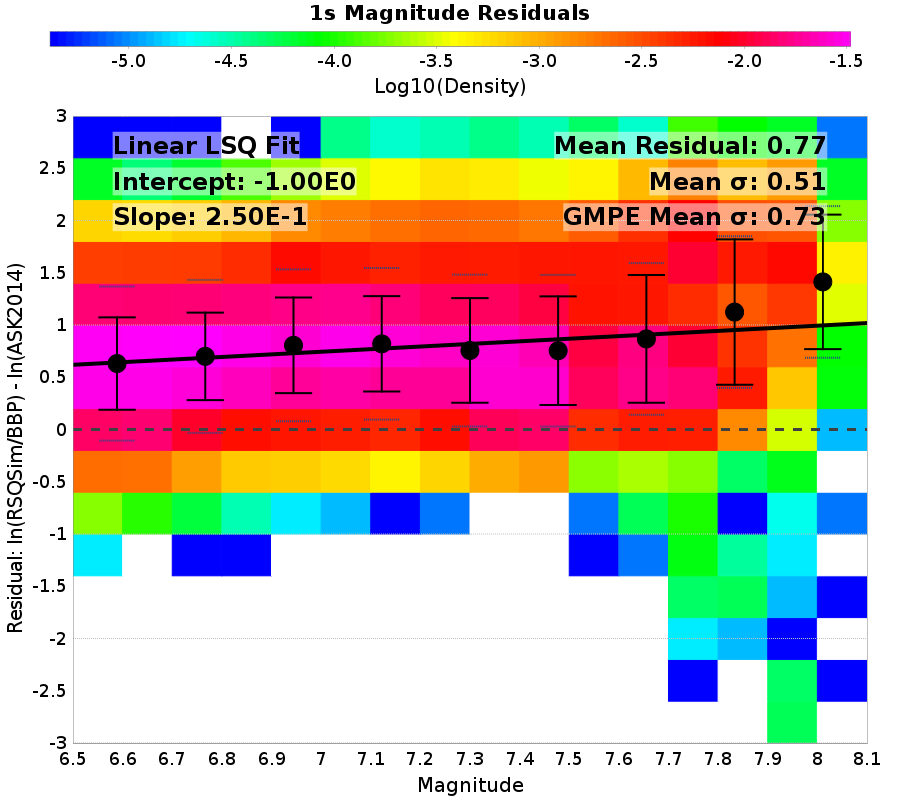 1s Magnitude Residuals
-5.0 -4.5 -4.0 -3.5 -3.0 -2.5 -2.0 -1.5
Log10(Density)
Linear LSQ Fit
Intercept: -1.00E0
Slope: 2.50E-1
Mean Residual: 0.77
Mean σ: 0.51
GMPE Mean σ: 0.73
Residual: ln(RSQSim/BBP) - ln(ASK2014)
3
2.5
2
1.5
1
0.5
0
-0.5
-1
-1.5
-2
-2.5
-3
6.5 6.6 6.7 6.8 6.9 7 7.1 7.2 7.3 7.4 7.5 7.6 7.7 7.8 7.9 8 8.1
Magnitude